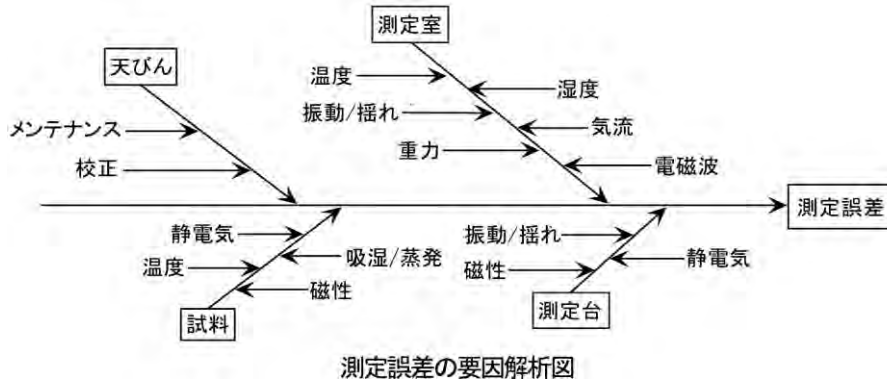 測定室
天びん
温度
湿度
振動/揺れ
メンテナンス
気流
重力
校正
電磁波
測定誤差
静電気
振動/揺れ
吸湿/蒸発
静電気
温度
磁性
磁性
試料
測定台
測定誤差の要因解析図